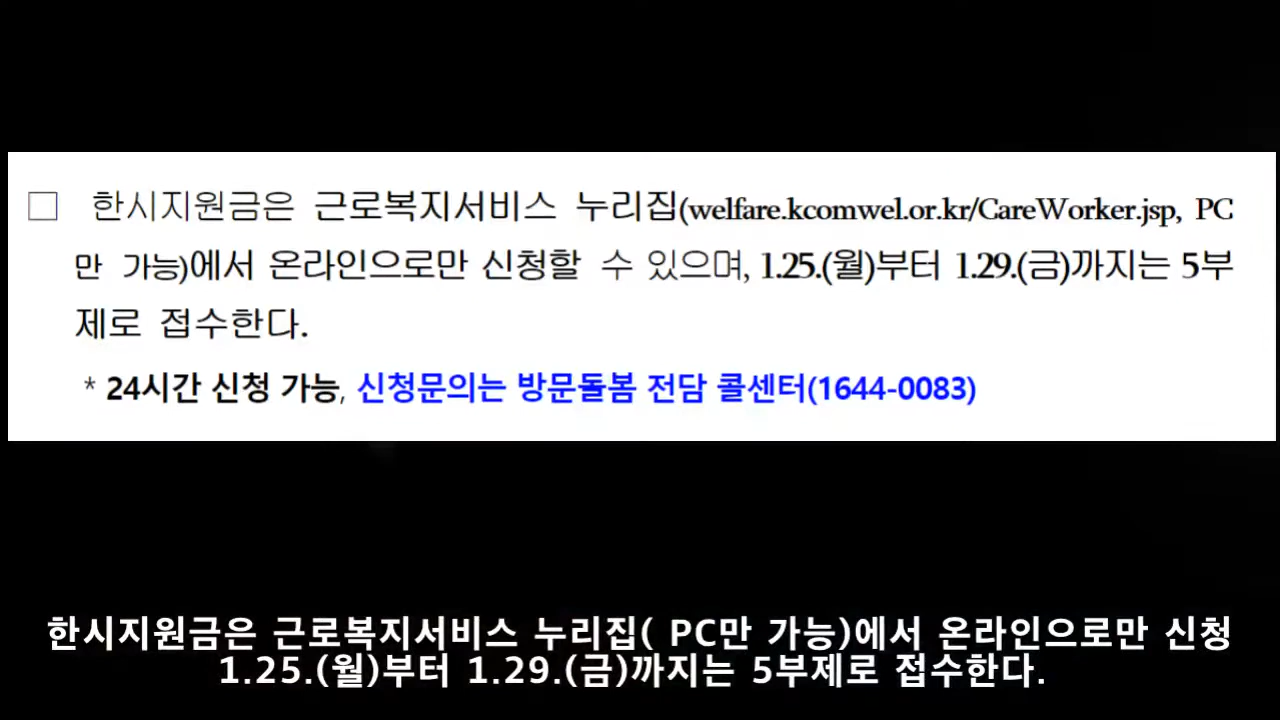 □ 한시지원금은 근로복지서비스 누리집(welfare.kcomwel.or.kr/CareWorker.jsp, PC
만 가능)에서 온라인으로만 신청할 수 있으며, 1.25.(월)부터 1.29.(금)까지는 5부
제로 접수한다.
* 24시간 신청 가능, 신청문의는 방문돌봄 전담 콜센터(1644-0083)
한시지원금은 근로복지서비스 누리집( PC만 가능)에서 온라인으로만 신청
1.25.(월)부터 1.29.(금)까지는 5부제로 접수한다.